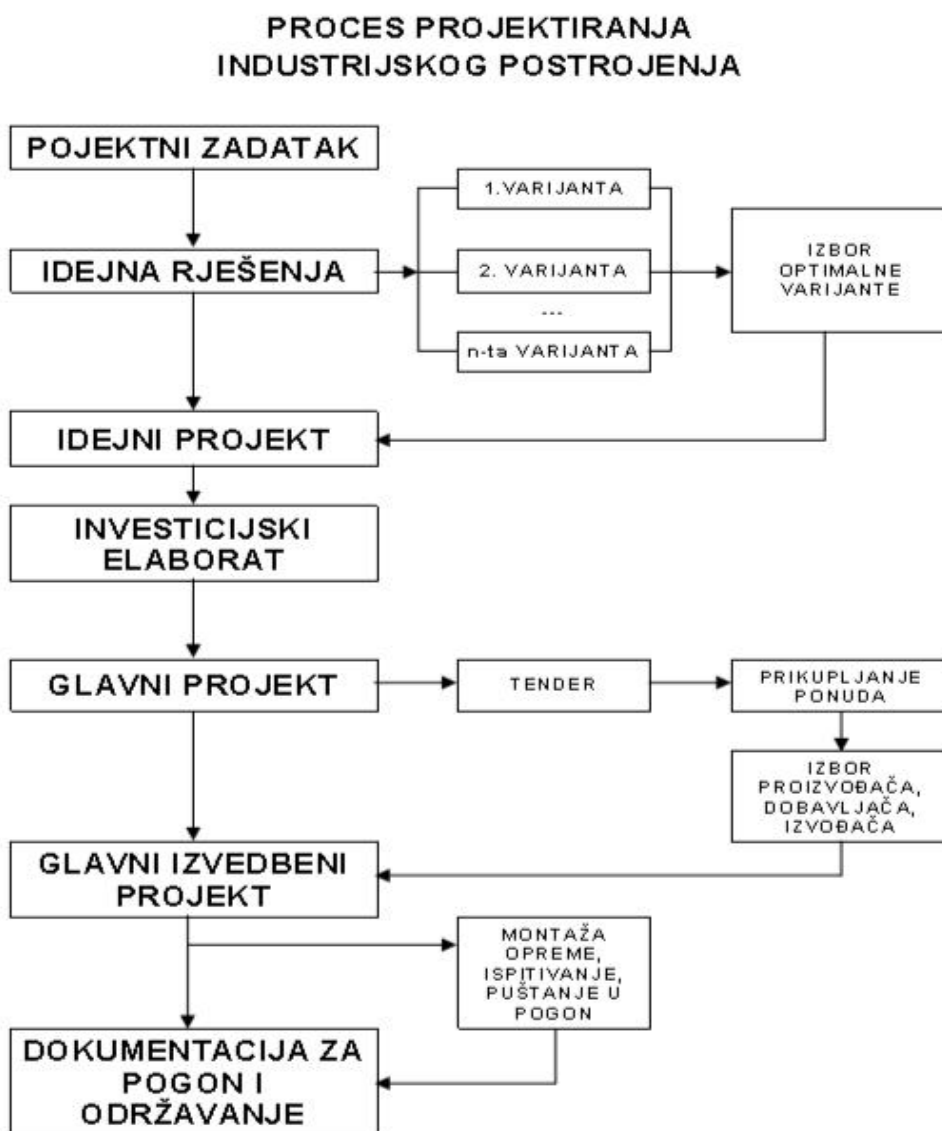 PROCES PROJEKTIRANJA
INDUSTRIJSKOG POSTROJENJA
POJEKTNI ZADATAK
1.VARIJANTA
IDEJNA RJEŠENJA
2. VARIJANTA
...
n-ta VARIJANTA
IZBOR
OPTIMALNE
VARIJANTE
IDEJNI PROJEKT
INVESTICIJSKI
ELABORAT
GLAVNI PROJEKT
TENDER
PRIKUPLJANJE
PONUDA
IZBOR
PROIZVOĐAČA,
DOBAVLJAČA,
IZVOĐAČA
GLAVNI IZVEDBENI
PROJEKT
MONTAŽA
OPREME,
ISPITIVANJE,
PUŠTANJE U
POGON
DOKUMENTACIJA ZA
POGON I
ODRŽAVANJE